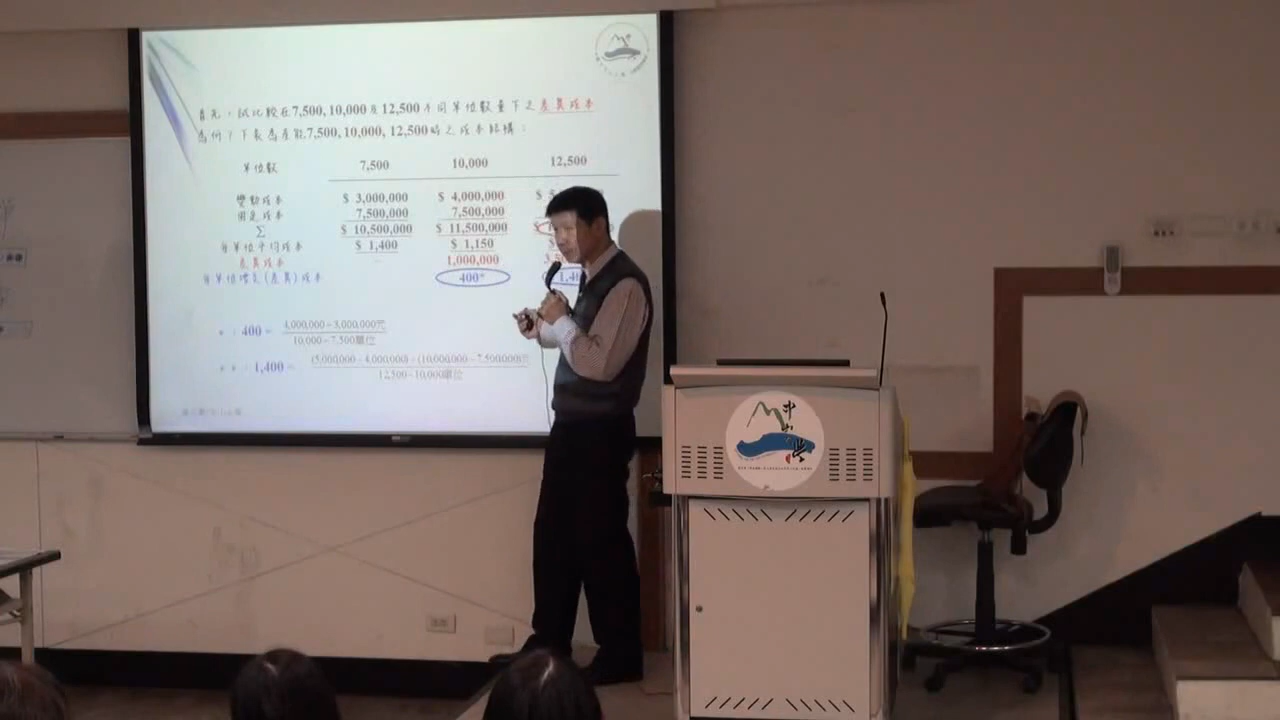 首先，試比較在7,500, 10,000及12,500不同單位數量下之差異成本
為何？下表為產能7,500, 10,000, 12,500時之成本結構：
單位數 7,500 10,000 12,500
變動成本 $ 3,000,000 $ 4,000,000 $
固定成本 7,500,000 7,500,000
Σ $ 10,500,000 $ 11,500,000 $
每單位平均成本 $ 1,400 $ 1,150 $
差異成本 — 1,000,000
每單位增支(差異)成本 400* 1,40
* : 400 = 4,000,000－3,000,000元
10,000－7,500單位
* * : 1,400 = (5,000,000－4,000,000)＋(10,000,000－7,500,000)元
12,500－10,000單位